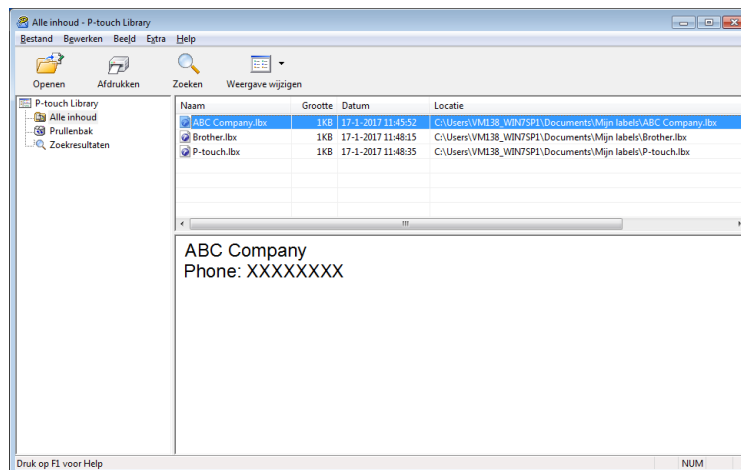 Alle inhoud - P-touch Library
Bestand Bewerken Beeld Extra Help
Openen Afdrukken Zoeken Weergave wijzigen
P-touch Library
Alle inhoud
Prullenbak
Zoekresultaten
Naam Grootte Datum Locatie
ABC Company.lbx 1KB 17-1-2017 11:45:52 C:\Users\VM138_WIN7SP1\Documents\Mijn labels\ABC Company.lbx
Brother.lbx 1KB 17-1-2017 11:48:15 C:\Users\VM138_WIN7SP1\Documents\Mijn labels\Brother.lbx
P-touch.lbx 1KB 17-1-2017 11:48:35 C:\Users\VM138_WIN7SP1\Documents\Mijn labels\P-touch.lbx
ABC Company
Phone: XXXXXXXX
Druk op F1 voor Help NUM